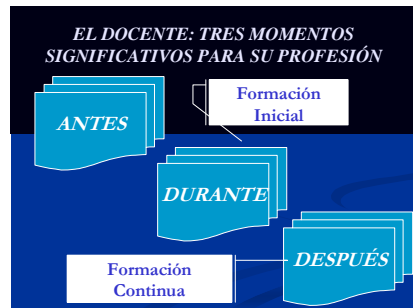 EL DOCENTE: TRES MOMENTOS
SIGNIFICATIVOS PARA SU PROFESIÓN
Formación
Inicial
ANTES
DURANTE
DESPUÉS
Formación
Continua